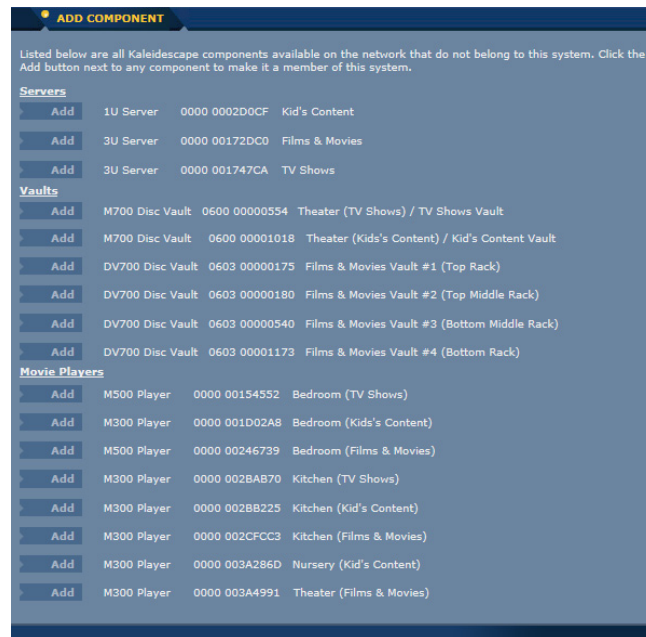 ADD COMPONENT
Listed below are all Kaleidescape components available on the network that do not belong to this system. Click the
Add button next to any component to make it a member of this system.
Servers
Add 1U Server 0000 0002D0CF Kid's Content
Add 3U Server 0000 00172DC0 Films & Movies
Add 3U Server 0000 001747CA TV Shows
Vaults
Add M700 Disc Vault 0600 00000554 Theater (TV Shows) / TV Shows Vault
Add M700 Disc Vault 0600 00001018 Theater (Kids's Content) / Kid's Content Vault
Add DV700 Disc Vault 0603 00000175 Films & Movies Vault #1 (Top Rack)
Add DV700 Disc Vault 0603 00000180 Films & Movies Vault #2 (Top Middle Rack)
Add DV700 Disc Vault 0603 00000540 Films & Movies Vault #3 (Bottom Middle Rack)
Add DV700 Disc Vault 0603 00001173 Films & Movies Vault #4 (Bottom Rack)
Movie Players
Add M500 Player 0000 00154552 Bedroom (TV Shows)
Add M300 Player 0000 001D02A8 Bedroom (Kids's Content)
Add M500 Player 0000 00246739 Bedroom (Films & Movies)
Add M300 Player 0000 002BAB70 Kitchen (TV Shows)
Add M300 Player 0000 002BB225 Kitchen (Kid's Content)
Add M300 Player 0000 002CFCC3 Kitchen (Films & Movies)
Add M300 Player 0000 003A286D Nursery (Kid's Content)
Add M300 Player 0000 003A4991 Theater (Films & Movies)